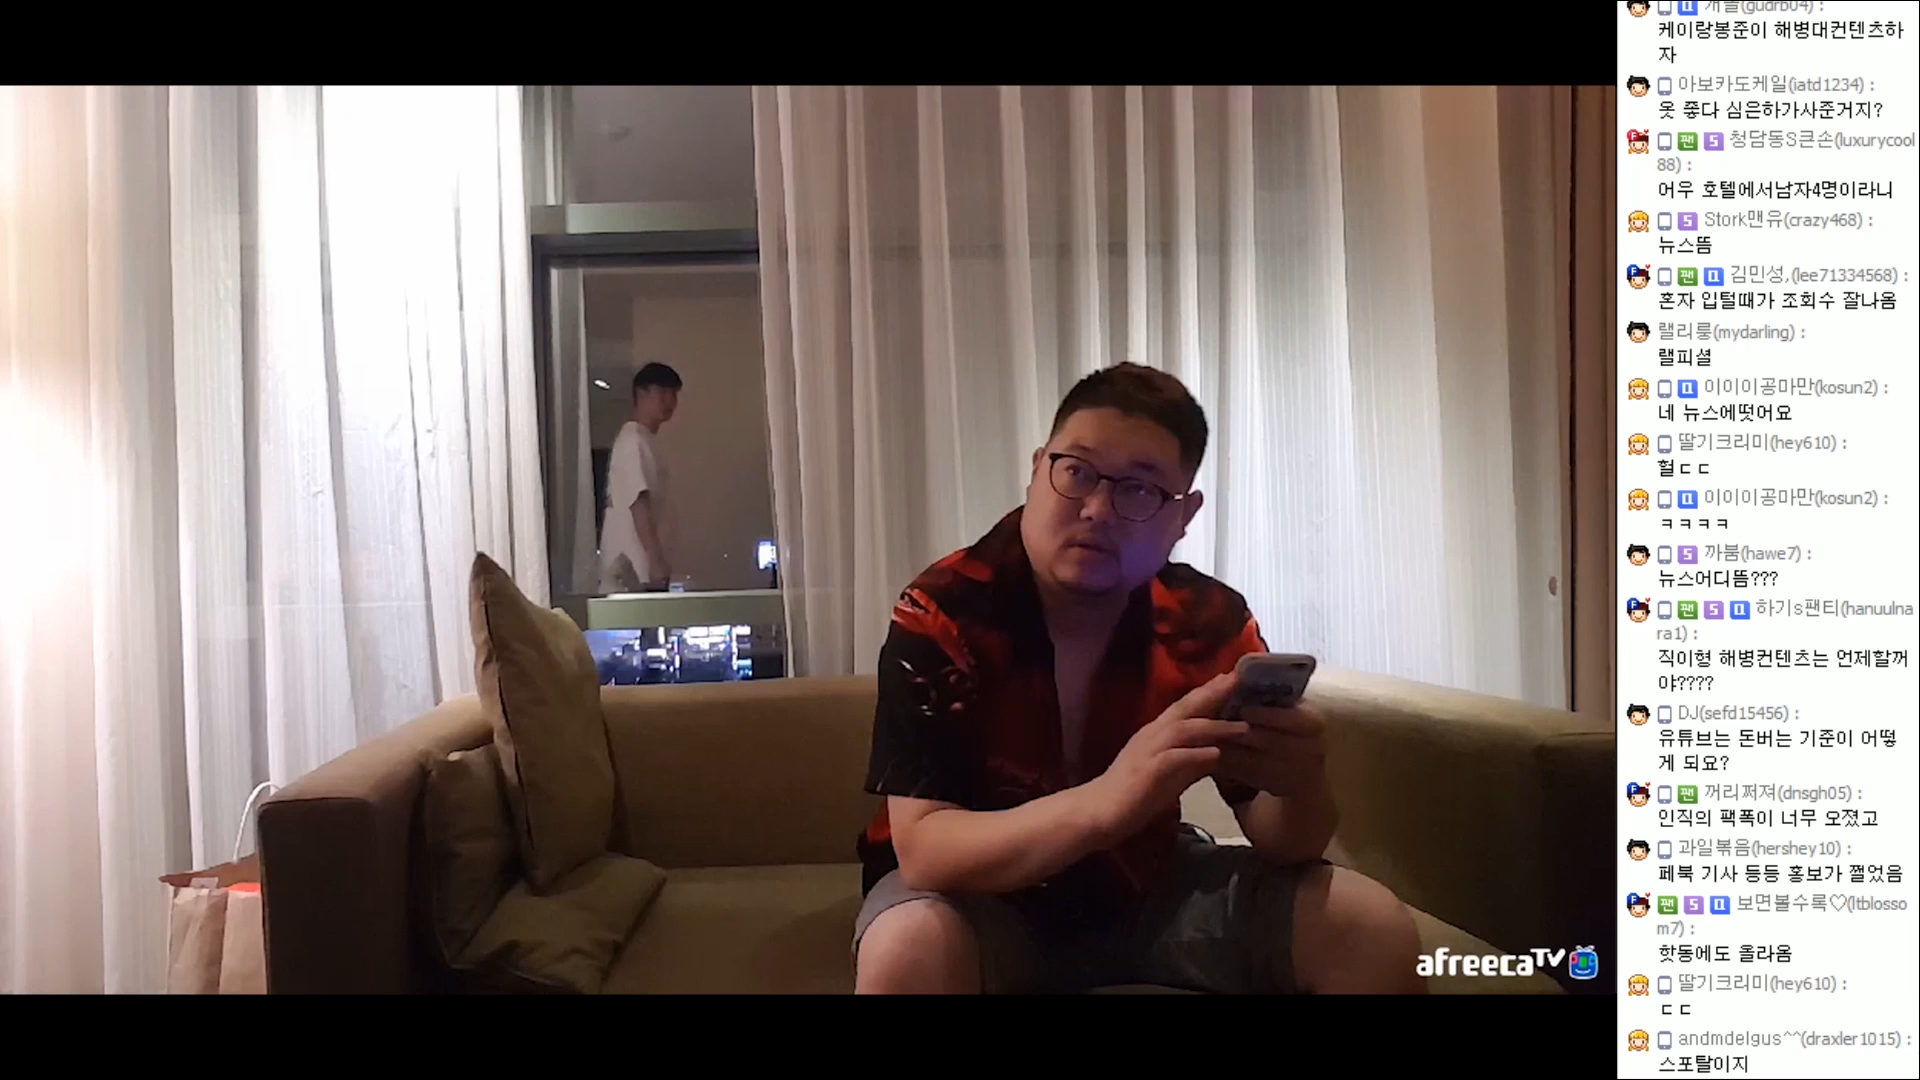 개돌(gudrb04) :
케이랑봉준이 해병대컨텐츠하
자
아보카도케일(iatd1234) :
옷 좋다 심은하가사준거지?
팬 S 청담동S큰손(luxurycool
88) :
어우 호텔에서남자4명이라니
S Stork맨유(crazy468) :
뉴스뜸
팬 김민성,(lee71334568) :
혼자 입털때가 조회수 잘나옴
랠리룽(mydarling) :
랠피셜
이이이공마만(kosun2) :
네 뉴스에떳어요
딸기크리미(hey610) :
헐ㄷㄷ
이이이공마만(kosun2) :
ㅋㅋㅋㅋ
S 까붐(hawe7) :
뉴스어디뜸???
팬 S 하기s팬티(hanuulna
ra1) :
직이형 해병컨텐츠는 언제할꺼
야????
DJ(sefd15456) :
유튜브는 돈버는 기준이 어떻
게 되요?
팬 꺼리쩌져(dnsgh05) :
인직의 팩폭이 너무 오졌고
과일볶음(hershey10) :
페북 기사 등등 홍보가 쩔었음
팬 S 보면볼수록♡(ltblosso
m7) :
핫동에도 올라옴
딸기크리미(hey610) :
ㄷㄷ
andmdelgus^^(draxler1015) :
스포탈이지
afreecaTV